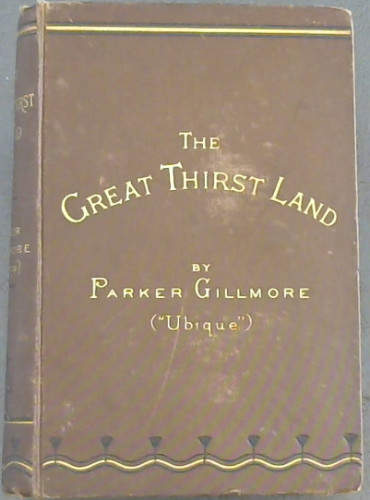 THE
GREAT THIRST LAND
BY
PARKER GILLMORE
("Ubique")